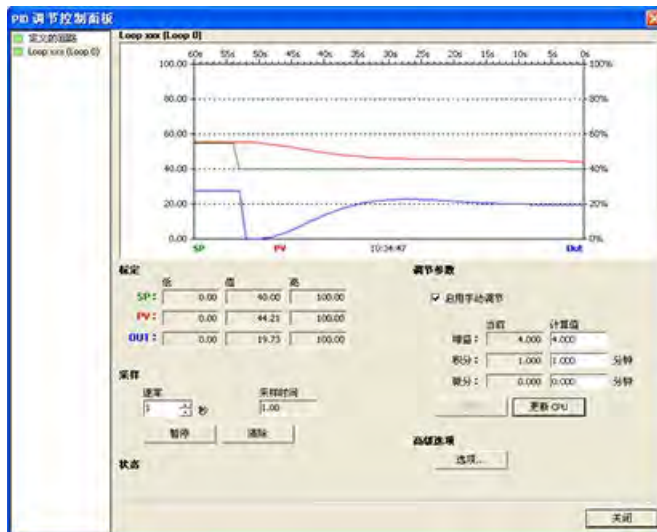 PID 调节控制面板
定义的回路
Loop xxx (Loop 0)
Loop xxx (Loop 0)
60s 55s 50s 45s 40s 35s 30s 25s 20s 15s 10s 5s 0s
100.00 100%
80.00 80%
60.00 60%
40.00 40%
20.00 20%
0.00 0%
SP PV 10:34:47 Out
标定
低 值 高
SP: 0.00 40.00 100.00
PV: 0.00 44.21 100.00
OUT: 0.00 19.73 100.00
采样
速率 采样时间
1 秒 1.00
暂停 清除
状态
调节参数
启用手动调节
当前 计算值
增益: 4.000 4.000
积分: 1.000 1.000 分钟
微分: 0.000 0.000 分钟
更新 CPU
高级选项
选项...
关闭